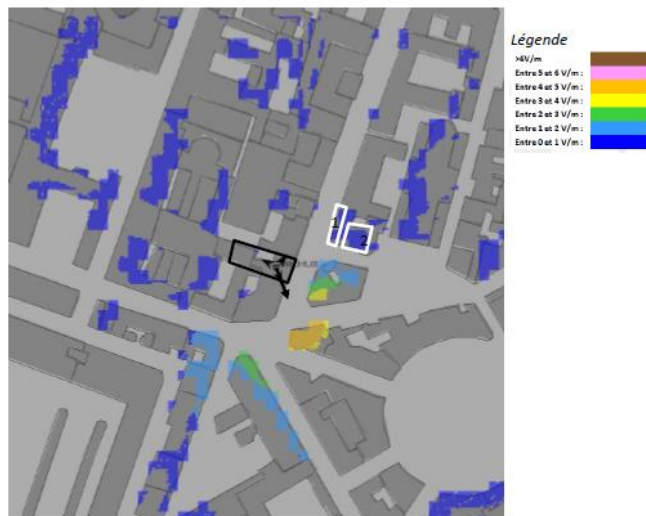 Légende
>6V/m
Entre 5 et 6 V/m :
Entre 4 et 5 V/m :
Entre 3 et 4 V/m :
Entre 2 et 3 V/m :
Entre 1 et 2 V/m :
Entre 0 et 1 V/m :
1
2